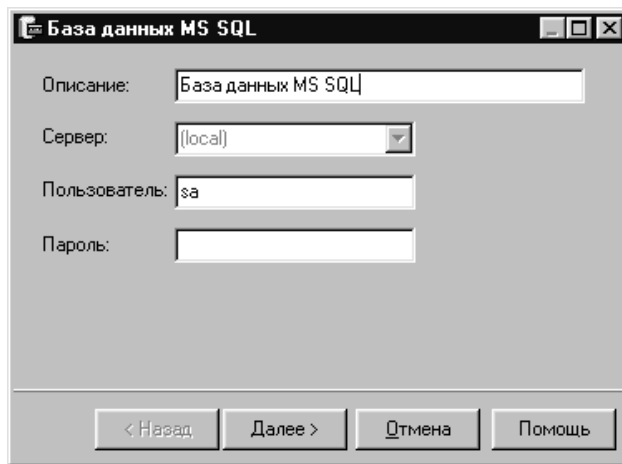 База данных MS SQL
Описание: База данных MS SQL
Сервер: (local)
Пользователь: sa
Пароль:
< Назад Далее > Отмена Помощь